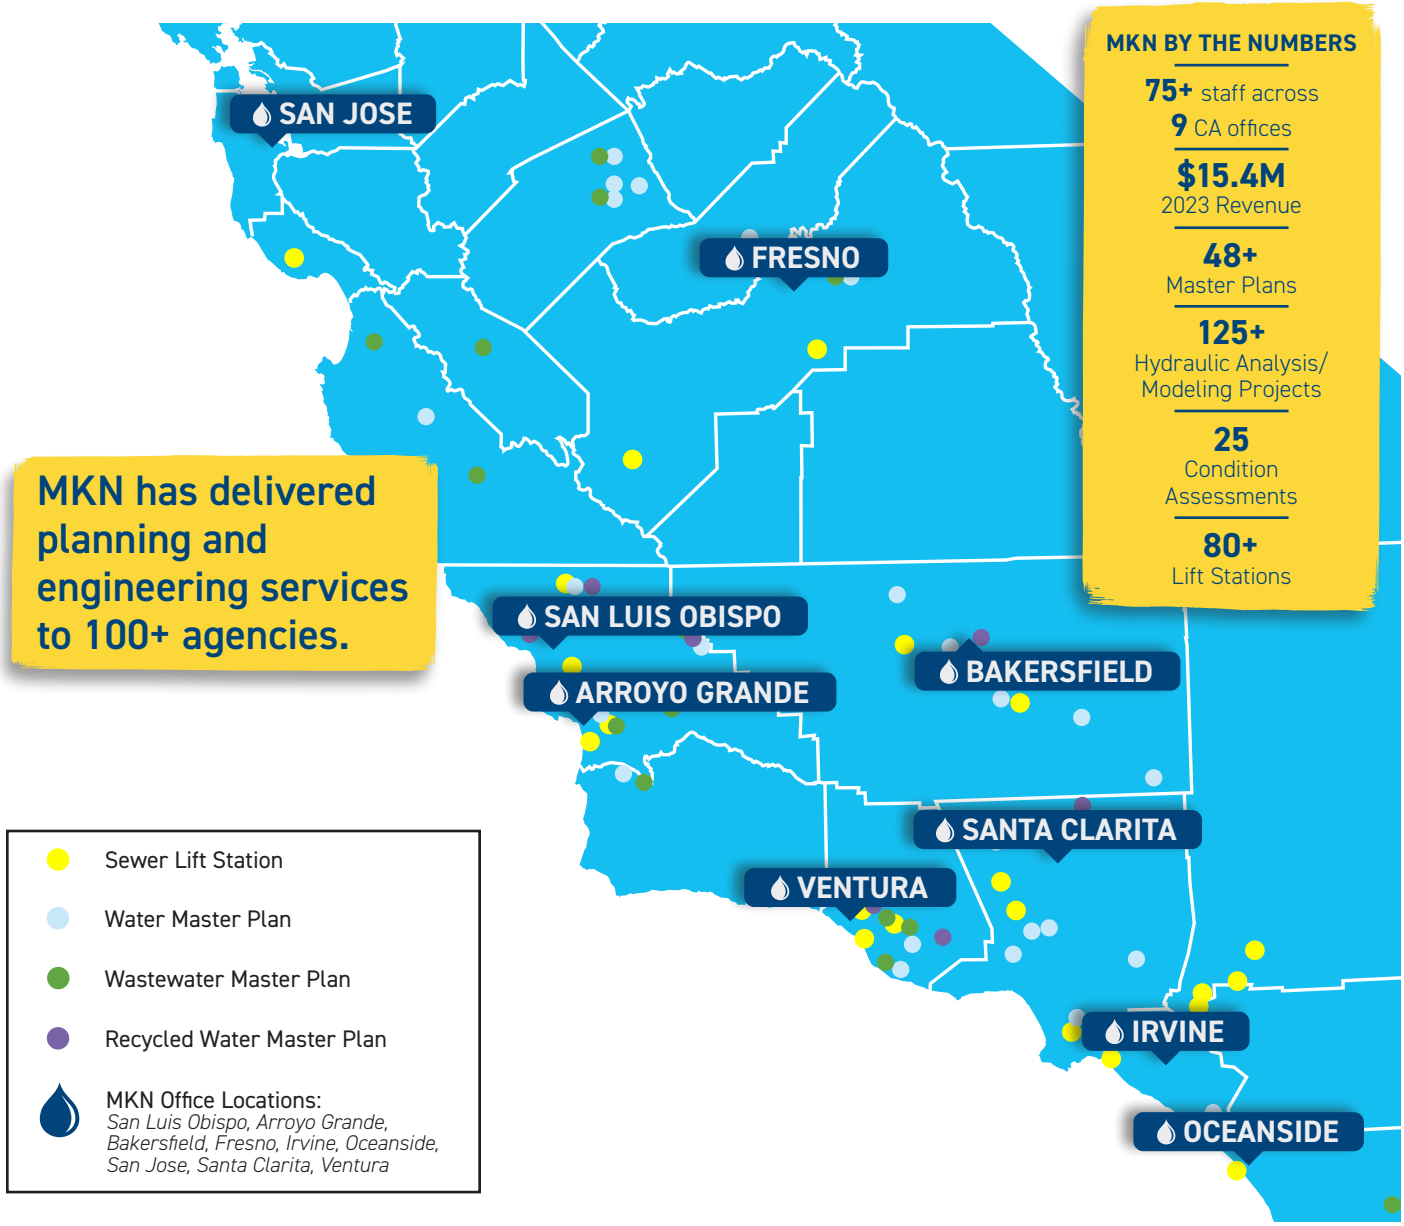 MKN BY THE NUMBERS
75+ staff across
9 CA offices
$15.4M
2023 Revenue
48+
Master Plans
125+
Hydraulic Analysis/
Modeling Projects
25
Condition
Assessments
80+
Lift Stations
SAN JOSE
FRESNO
MKN has delivered
planning and
engineering services
to 100+ agencies.
SAN LUIS OBISPO
BAKERSFIELD
ARROYO GRANDE
SANTA CLARITA
VENTURA
IRVINE
OCEANSIDE
Sewer Lift Station
Water Master Plan
Wastewater Master Plan
Recycled Water Master Plan
MKN Office Locations:
San Luis Obispo, Arroyo Grande,
Bakersfield, Fresno, Irvine, Oceanside,
San Jose, Santa Clarita, Ventura